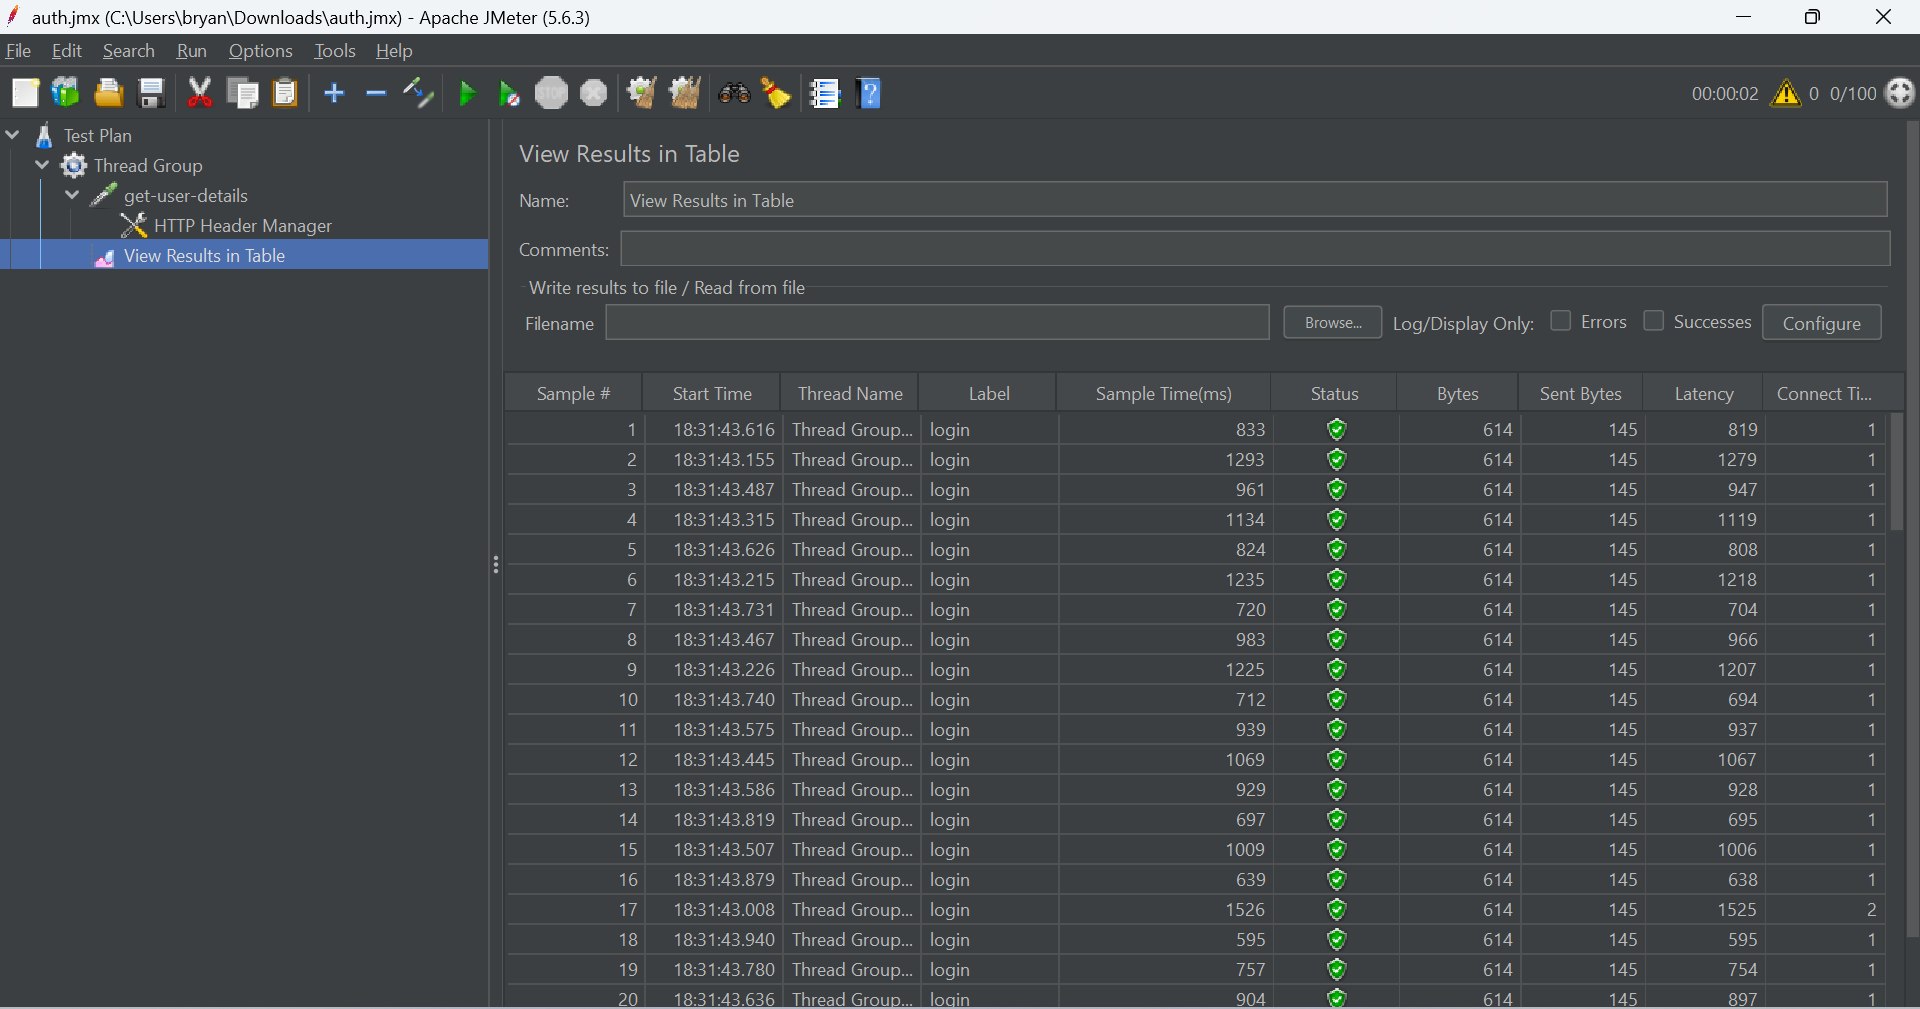 auth.jmx (C:\Users\bryan\Downloads\auth.jmx) - Apache JMeter (5.6.3)
File Edit Search Run Options Tools Help
STOP 00:00:02 0 0/100
Test Plan
Thread Group
get-user-details
HTTP Header Manager
View Results in Table
View Results in Table
Name: View Results in Table
Comments:
Write results to file / Read from file
Filename Browse... Log/Display Only: Errors Successes Configure
Sample # Start Time Thread Name Label Sample Time(ms) Status Bytes Sent Bytes Latency Connect Ti...
1 18:31:43.616 Thread Group... login 833 614 145 819 1
2 18:31:43.155 Thread Group... login 1293 614 145 1279 1
3 18:31:43.487 Thread Group... login 961 614 145 947 1
4 18:31:43.315 Thread Group... login 1134 614 145 1119 1
5 18:31:43.626 Thread Group... login 824 614 145 808 1
6 18:31:43.215 Thread Group... login 1235 614 145 1218 1
7 18:31:43.731 Thread Group... login 720 614 145 704 1
8 18:31:43.467 Thread Group... login 983 614 145 966 1
9 18:31:43.226 Thread Group... login 1225 614 145 1207 1
10 18:31:43.740 Thread Group... login 712 614 145 694 1
11 18:31:43.575 Thread Group... login 939 614 145 937 1
12 18:31:43.445 Thread Group... login 1069 614 145 1067 1
13 18:31:43.586 Thread Group... login 929 614 145 928 1
14 18:31:43.819 Thread Group... login 697 614 145 695 1
15 18:31:43.507 Thread Group... login 1009 614 145 1006 1
16 18:31:43.879 Thread Group... login 639 614 145 638 1
17 18:31:43.008 Thread Group... login 1526 614 145 1525 2
18 18:31:43.940 Thread Group... login 595 614 145 595 1
19 18:31:43.780 Thread Group... login 757 614 145 754 1
20 18:31:43.636 Thread Group... login 904 614 145 897 1